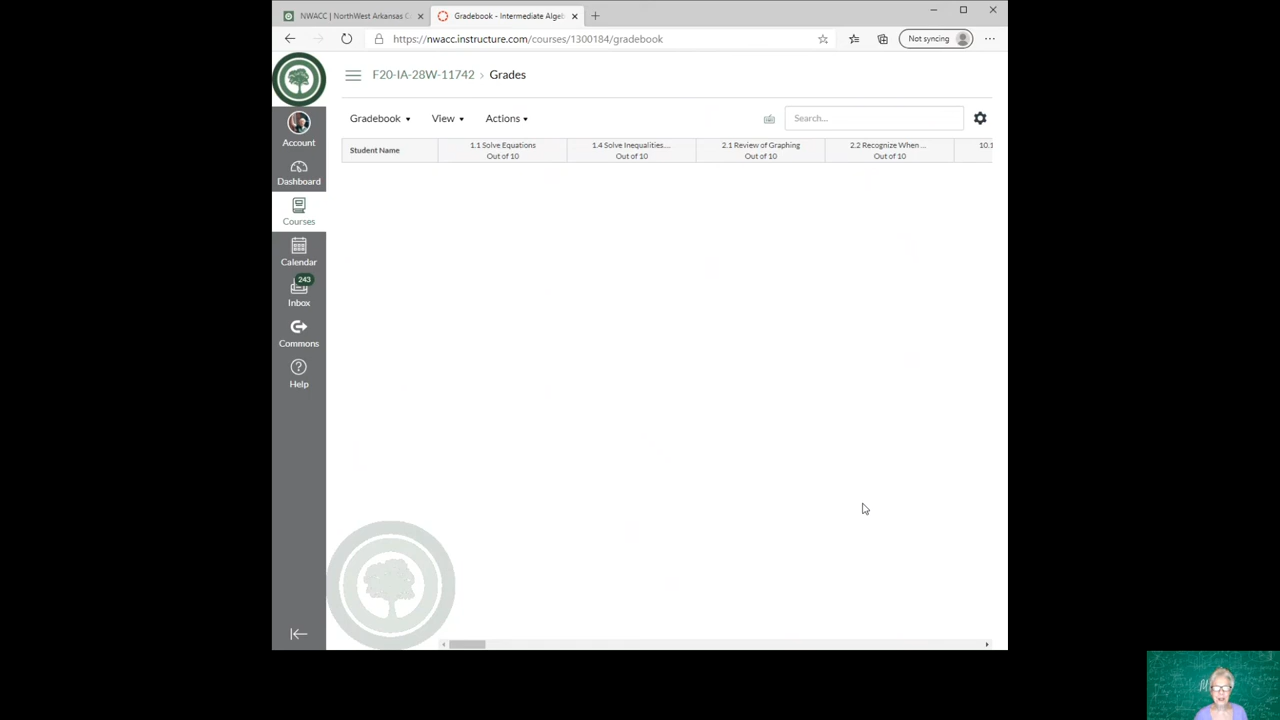 NWACC | NorthWest Arkansas C
Gradebook - Intermediate Algeb
https://nwacc.instructure.com/courses/1300184/gradebook
Not syncing
F20-IA-28W-11742 › Grades
Gradebook
View
Actions
Search...
Student Name
1.1 Solve Equations
Out of 10
1.4 Solve Inequalities...
Out of 10
2.1 Review of Graphing
Out of 10
2.2 Recognize When ...
Out of 10
10.1
Account
Dashboard
Courses
Calendar
243
Inbox
Commons
Help